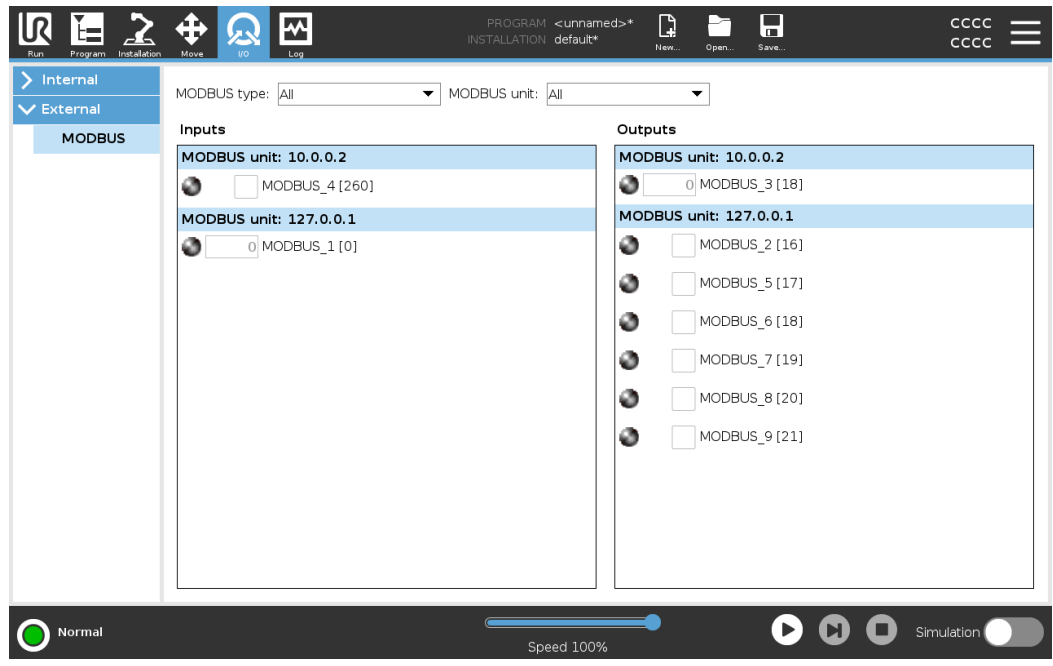 PROGRAM <unnamed>*
INSTALLATION default*
CCCC
CCCC
UR
Run Program Installation Move I/O Log New... Open... Save...
Internal
External
MODBUS
MODBUS type: All MODBUS unit: All
Inputs
MODBUS unit: 10.0.0.2
MODBUS_4 [260]
MODBUS unit: 127.0.0.1
0 MODBUS_1 [0]
Outputs
MODBUS unit: 10.0.0.2
0 MODBUS_3 [18]
MODBUS unit: 127.0.0.1
MODBUS_2 [16]
MODBUS_5 [17]
MODBUS_6 [18]
MODBUS_7 [19]
MODBUS_8 [20]
MODBUS_9 [21]
Normal
Speed 100%
Simulation